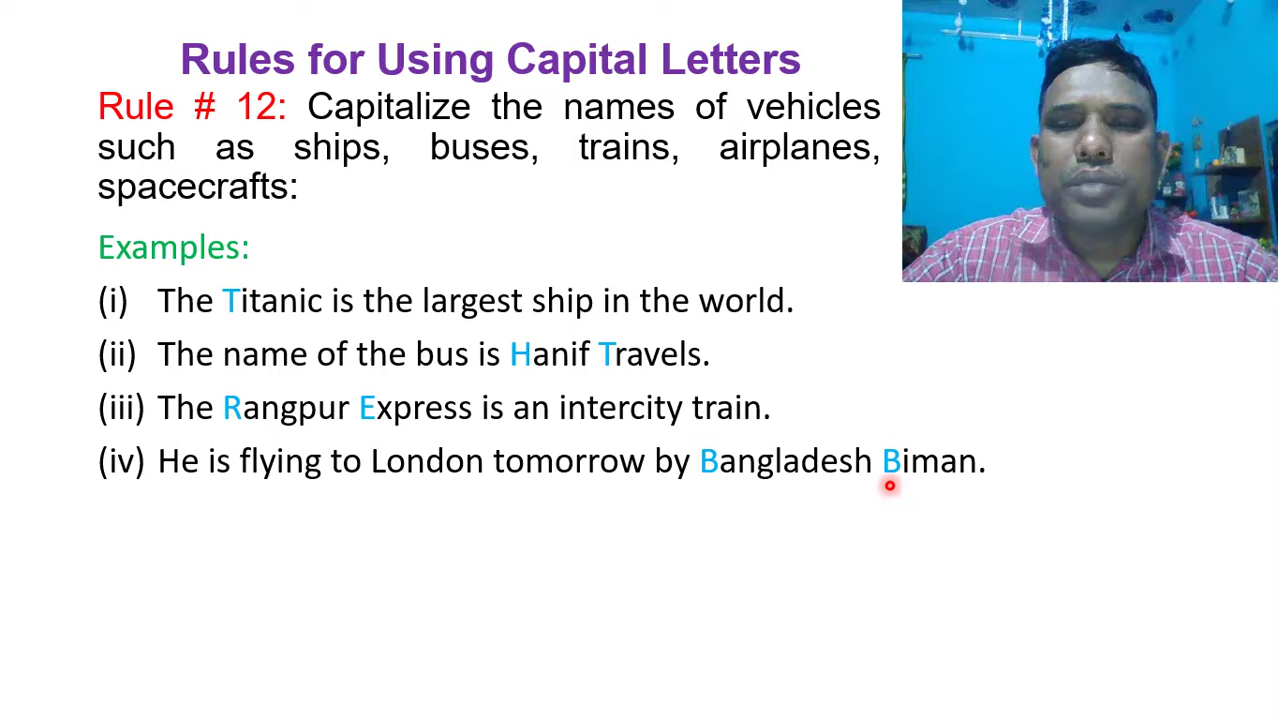 Rules for Using Capital Letters
Rule # 12: Capitalize the names of vehicles
such as ships, buses, trains, airplanes,
spacecrafts:
Examples:
(i) The Titanic is the largest ship in the world.
(ii) The name of the bus is Hanif Travels.
(iii) The Rangpur Express is an intercity train.
(iv) He is flying to London tomorrow by Bangladesh Biman.